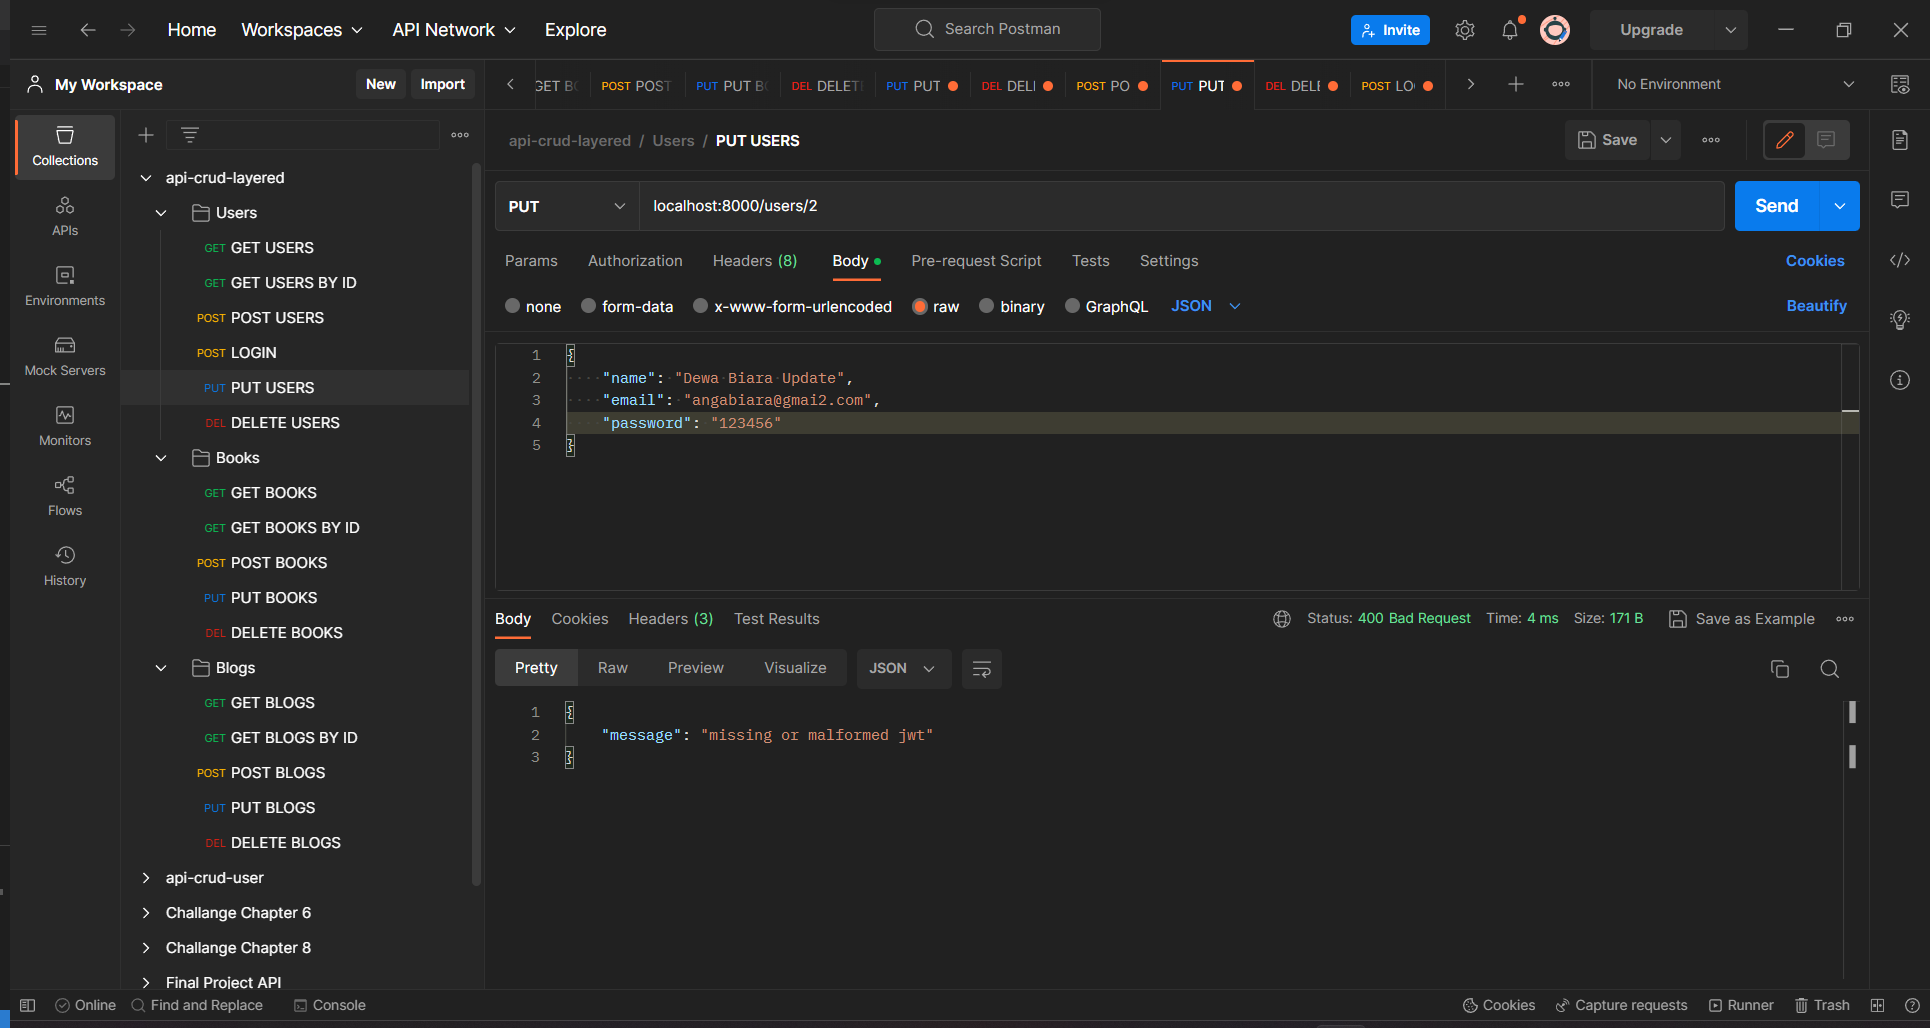 Home Workspaces API Network Explore Search Postman Invite Upgrade
My Workspace New Import GET BO POST POST PUT PUT B DEL DELETE PUT PUT DEL DELI POST PO PUT PUT DEL DELE POST LO No Environment
Collections
APIs
Environments
Mock Servers
Monitors
Flows
History
api-crud-layered
Users
GET GET USERS
GET GET USERS BY ID
POST POST USERS
POST LOGIN
PUT PUT USERS
DEL DELETE USERS
Books
GET GET BOOKS
GET GET BOOKS BY ID
POST POST BOOKS
PUT PUT BOOKS
DEL DELETE BOOKS
Blogs
GET GET BLOGS
GET GET BLOGS BY ID
POST POST BLOGS
PUT PUT BLOGS
DEL DELETE BLOGS
api-crud-user
Challange Chapter 6
Challange Chapter 8
Final Project API
api-crud-layered / Users / PUT USERS Save
PUT localhost:8000/users/2 Send
Params Authorization Headers (8) Body Pre-request Script Tests Settings Cookies
none form-data x-www-form-urlencoded raw binary GraphQL JSON Beautify
1 {
2 "name": "Dewa Biara Update",
3 "email": "angabiara@gmai2.com",
4 "password": "123456"
5 }
Body Cookies Headers (3) Test Results Status: 400 Bad Request Time: 4 ms Size: 171 B Save as Example
Pretty Raw Preview Visualize JSON
1 {
2 "message": "missing or malformed jwt"
3 }
Online Find and Replace Console Cookies Capture requests Runner Trash